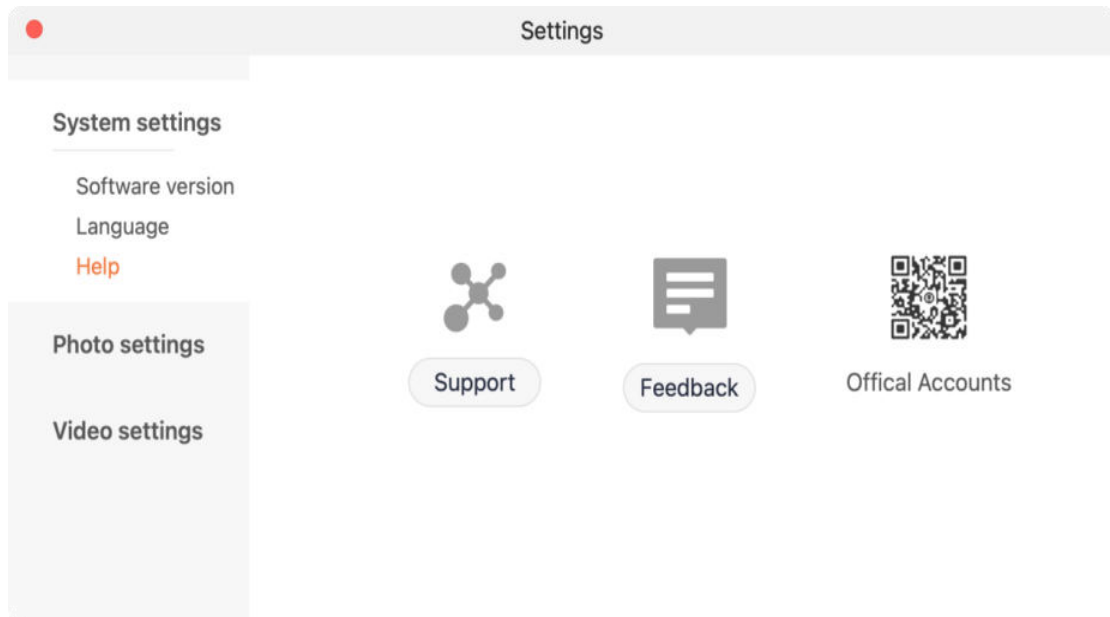 Settings
System settings
Software version
Language
Help
Photo settings
Video settings
Support
Feedback
Offical Accounts